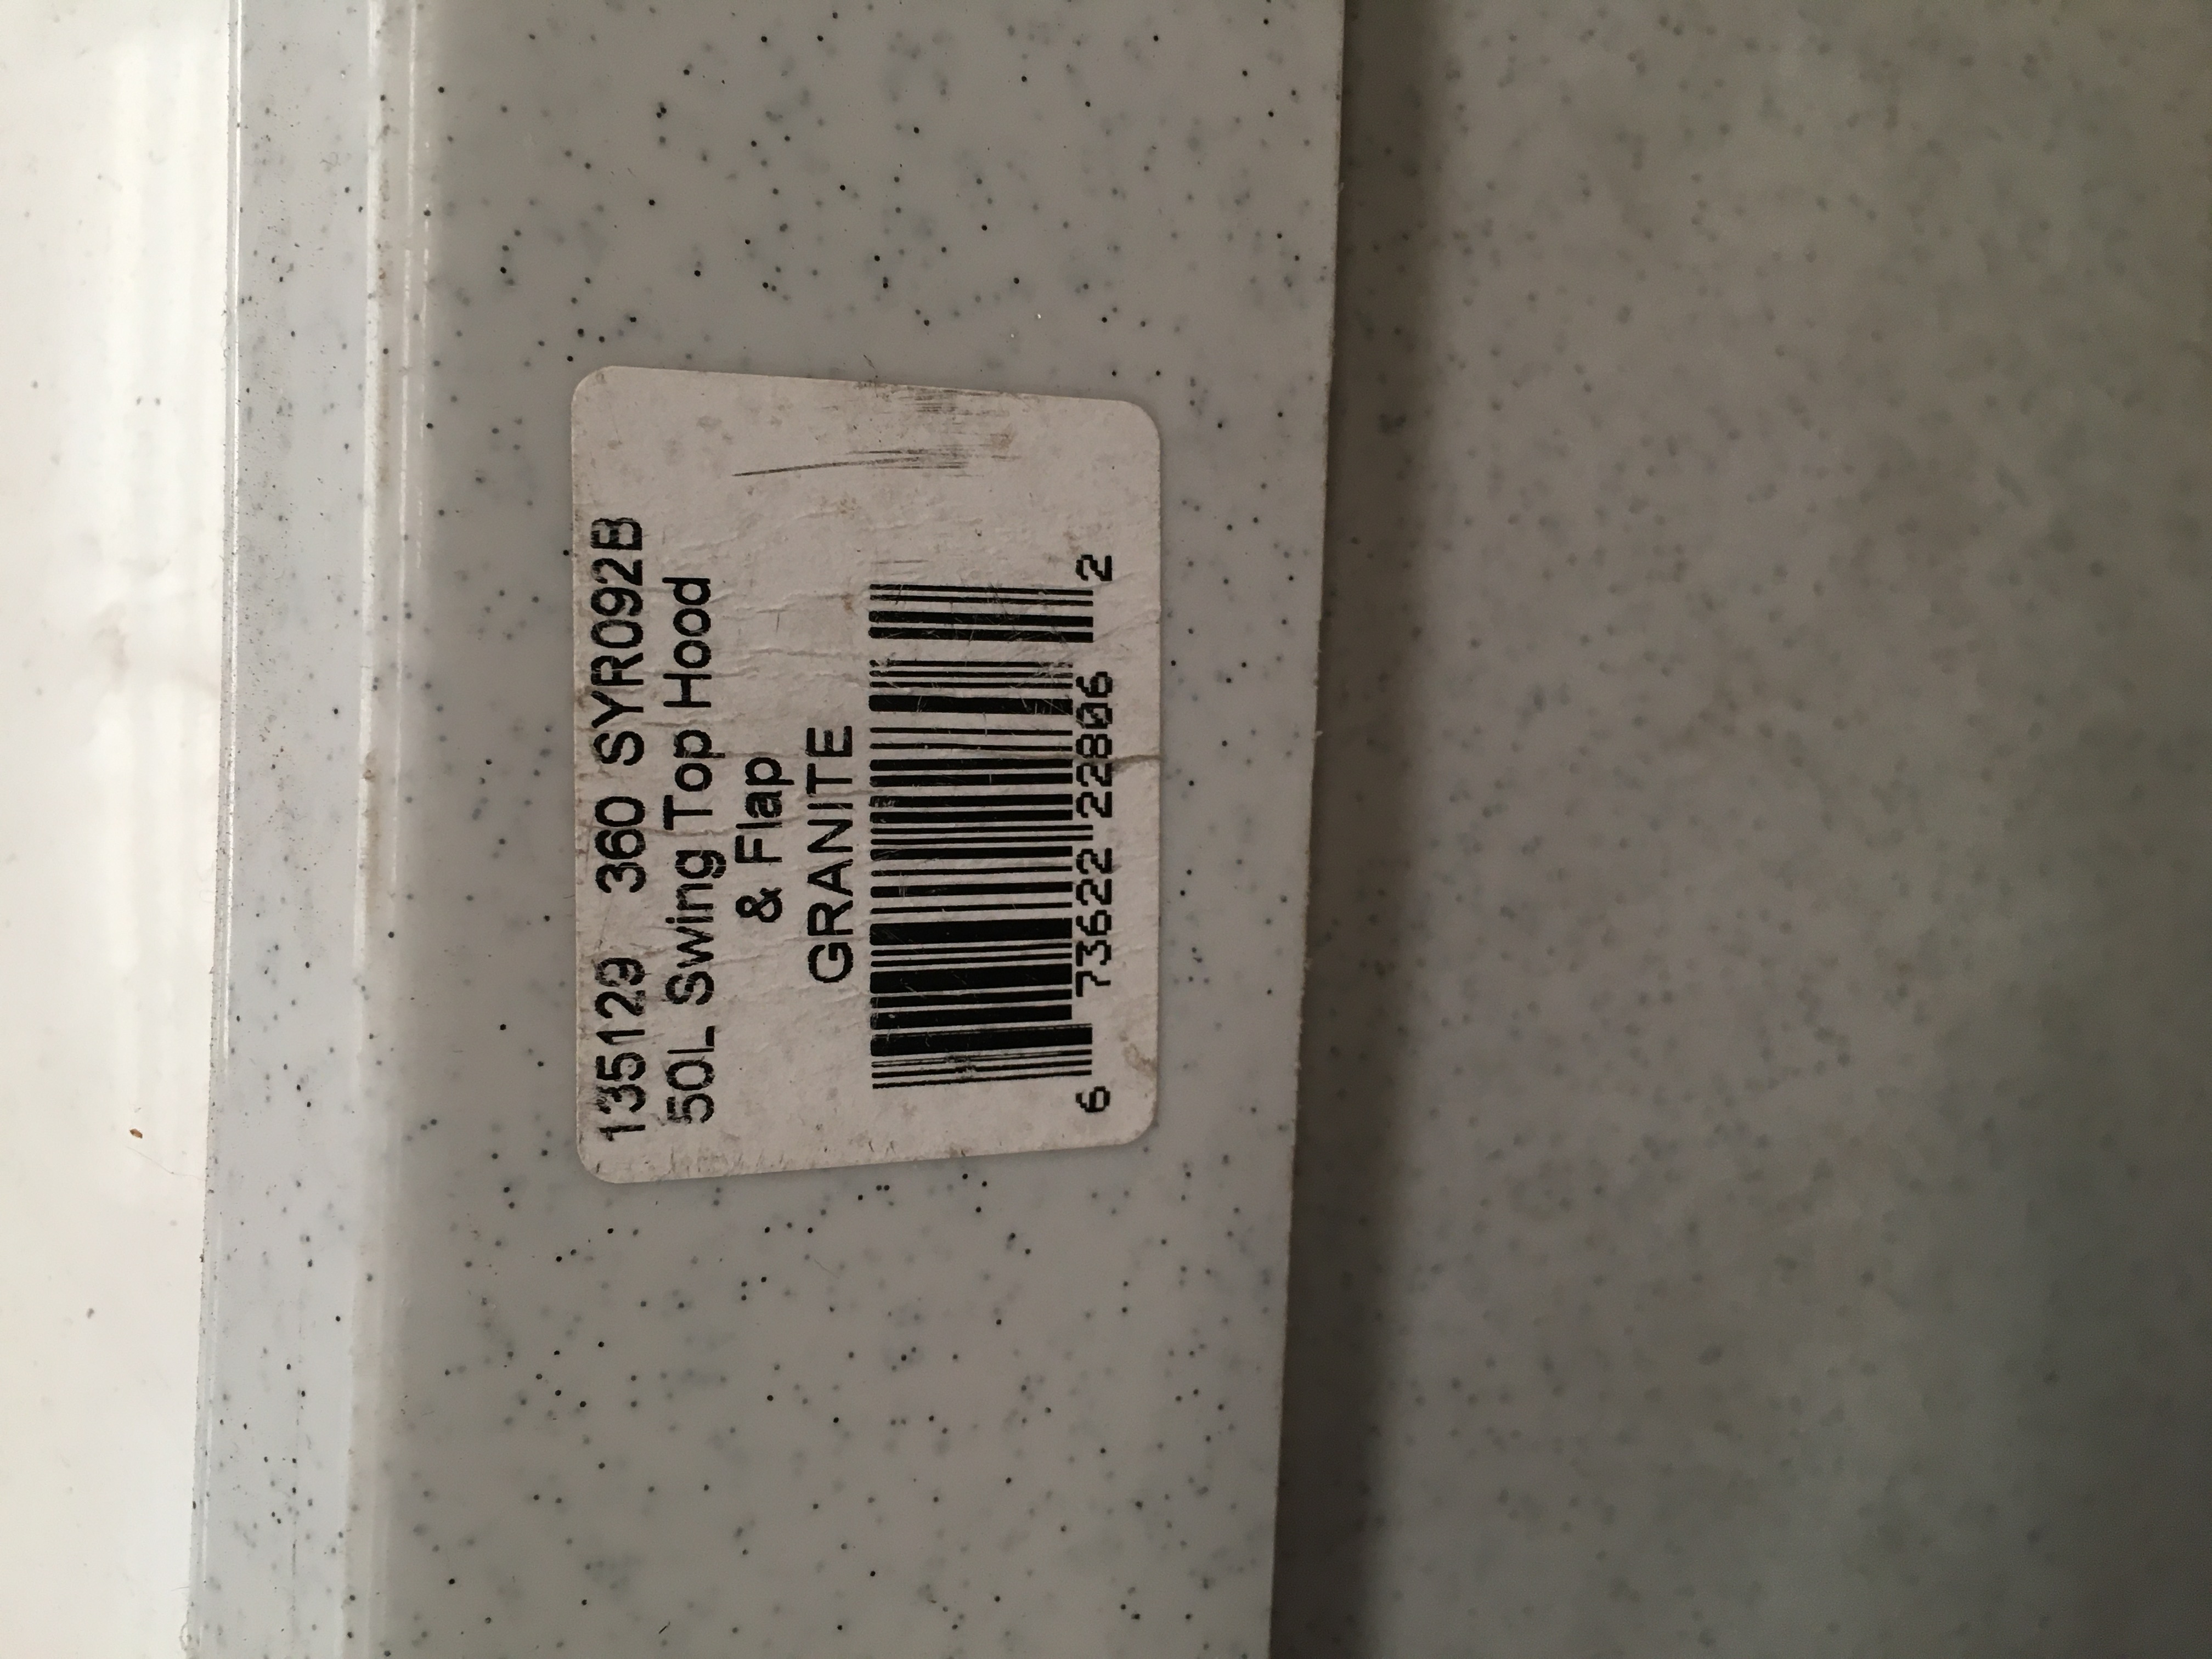 135129 360 SYR092B
50L Swing Top Hood
& Flap
GRANITE
6 73622 22806 2